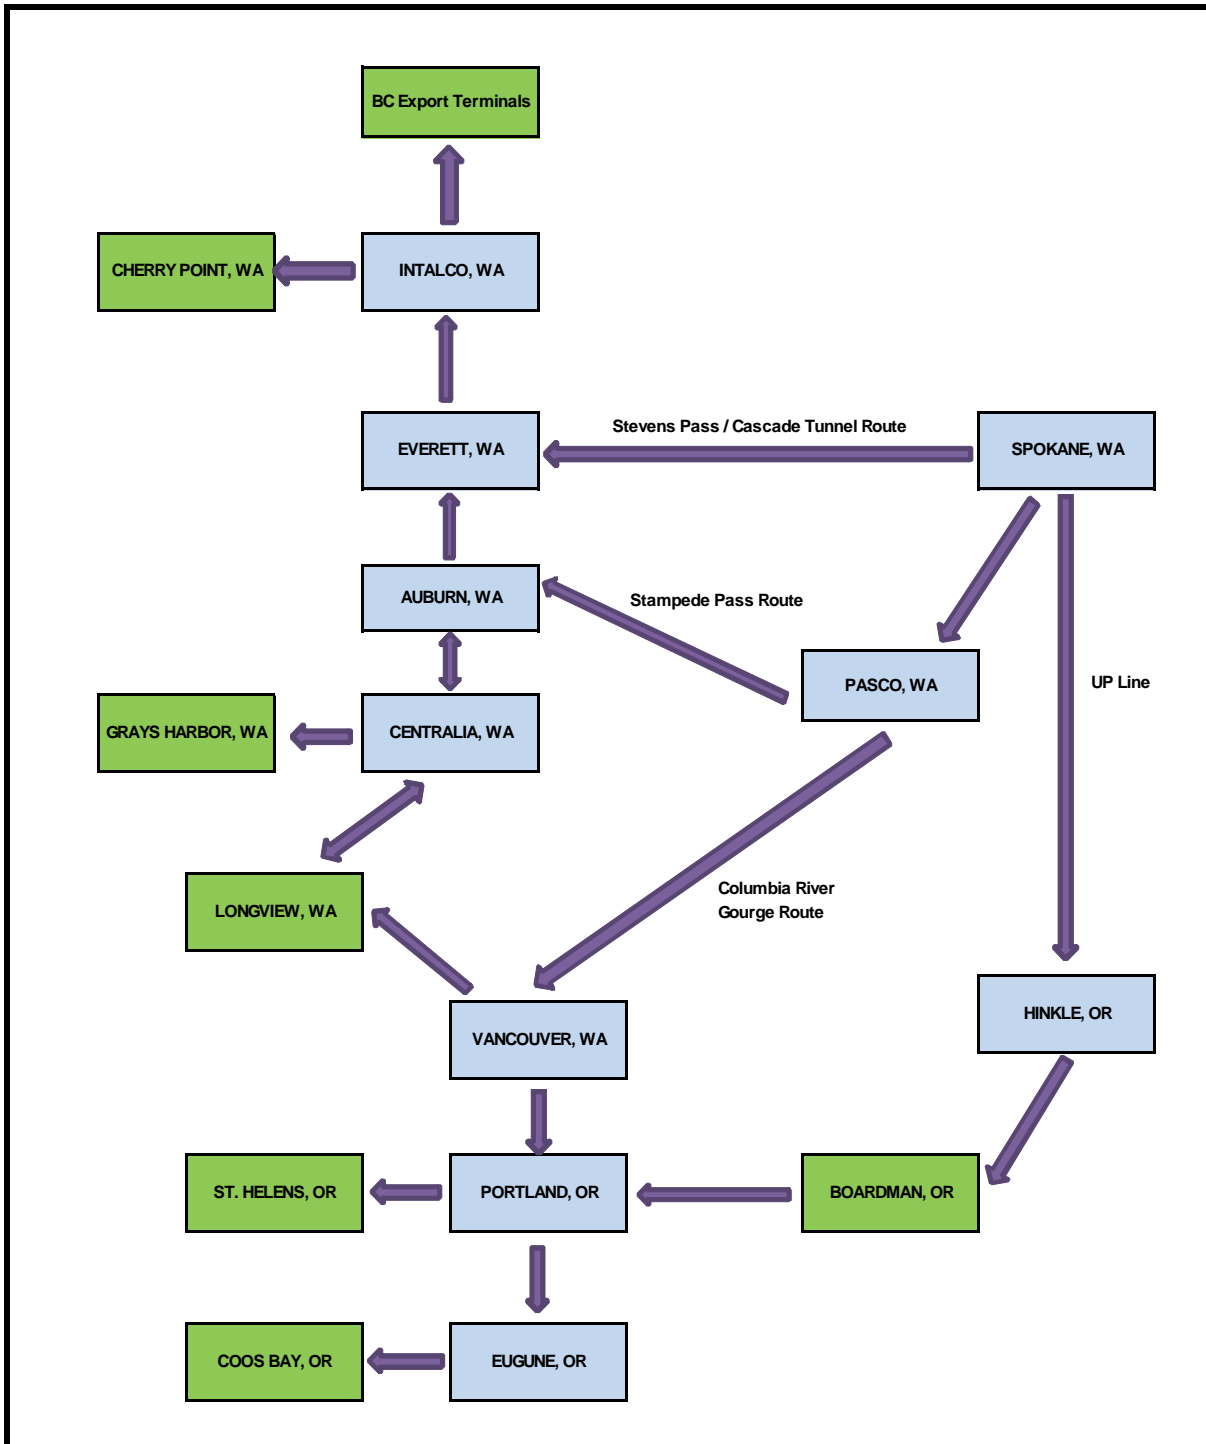 BC Export Terminals
CHERRY POINT, WA
INTALCO, WA
Stevens Pass / Cascade Tunnel Route
EVERETT, WA
SPOKANE, WA
AUBURN, WA
Stampede Pass Route
PASCO, WA
UP Line
GRAYS HARBOR, WA
CENTRALIA, WA
Columbia River
Gourge Route
LONGVIEW, WA
HINKLE, OR
VANCOUVER, WA
ST. HELENS, OR
PORTLAND, OR
BOARDMAN, OR
COOS BAY, OR
EUGUNE, OR